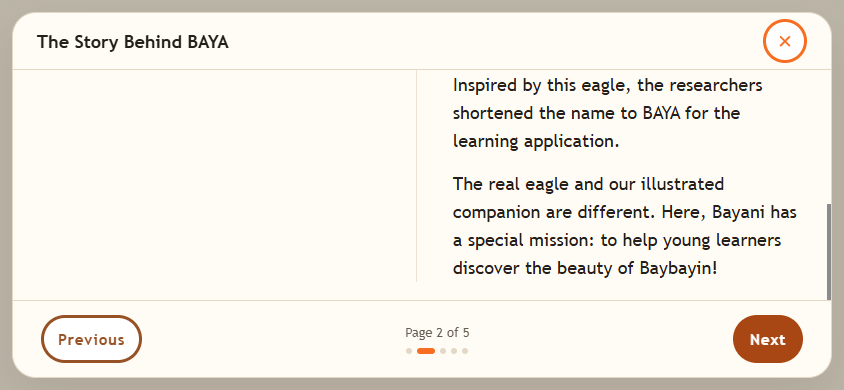 The Story Behind BAYA
Inspired by this eagle, the researchers
shortened the name to BAYA for the
learning application.
The real eagle and our illustrated
companion are different. Here, Bayani has
a special mission: to help young learners
discover the beauty of Baybayin!
Previous
Page 2 of 5
Next